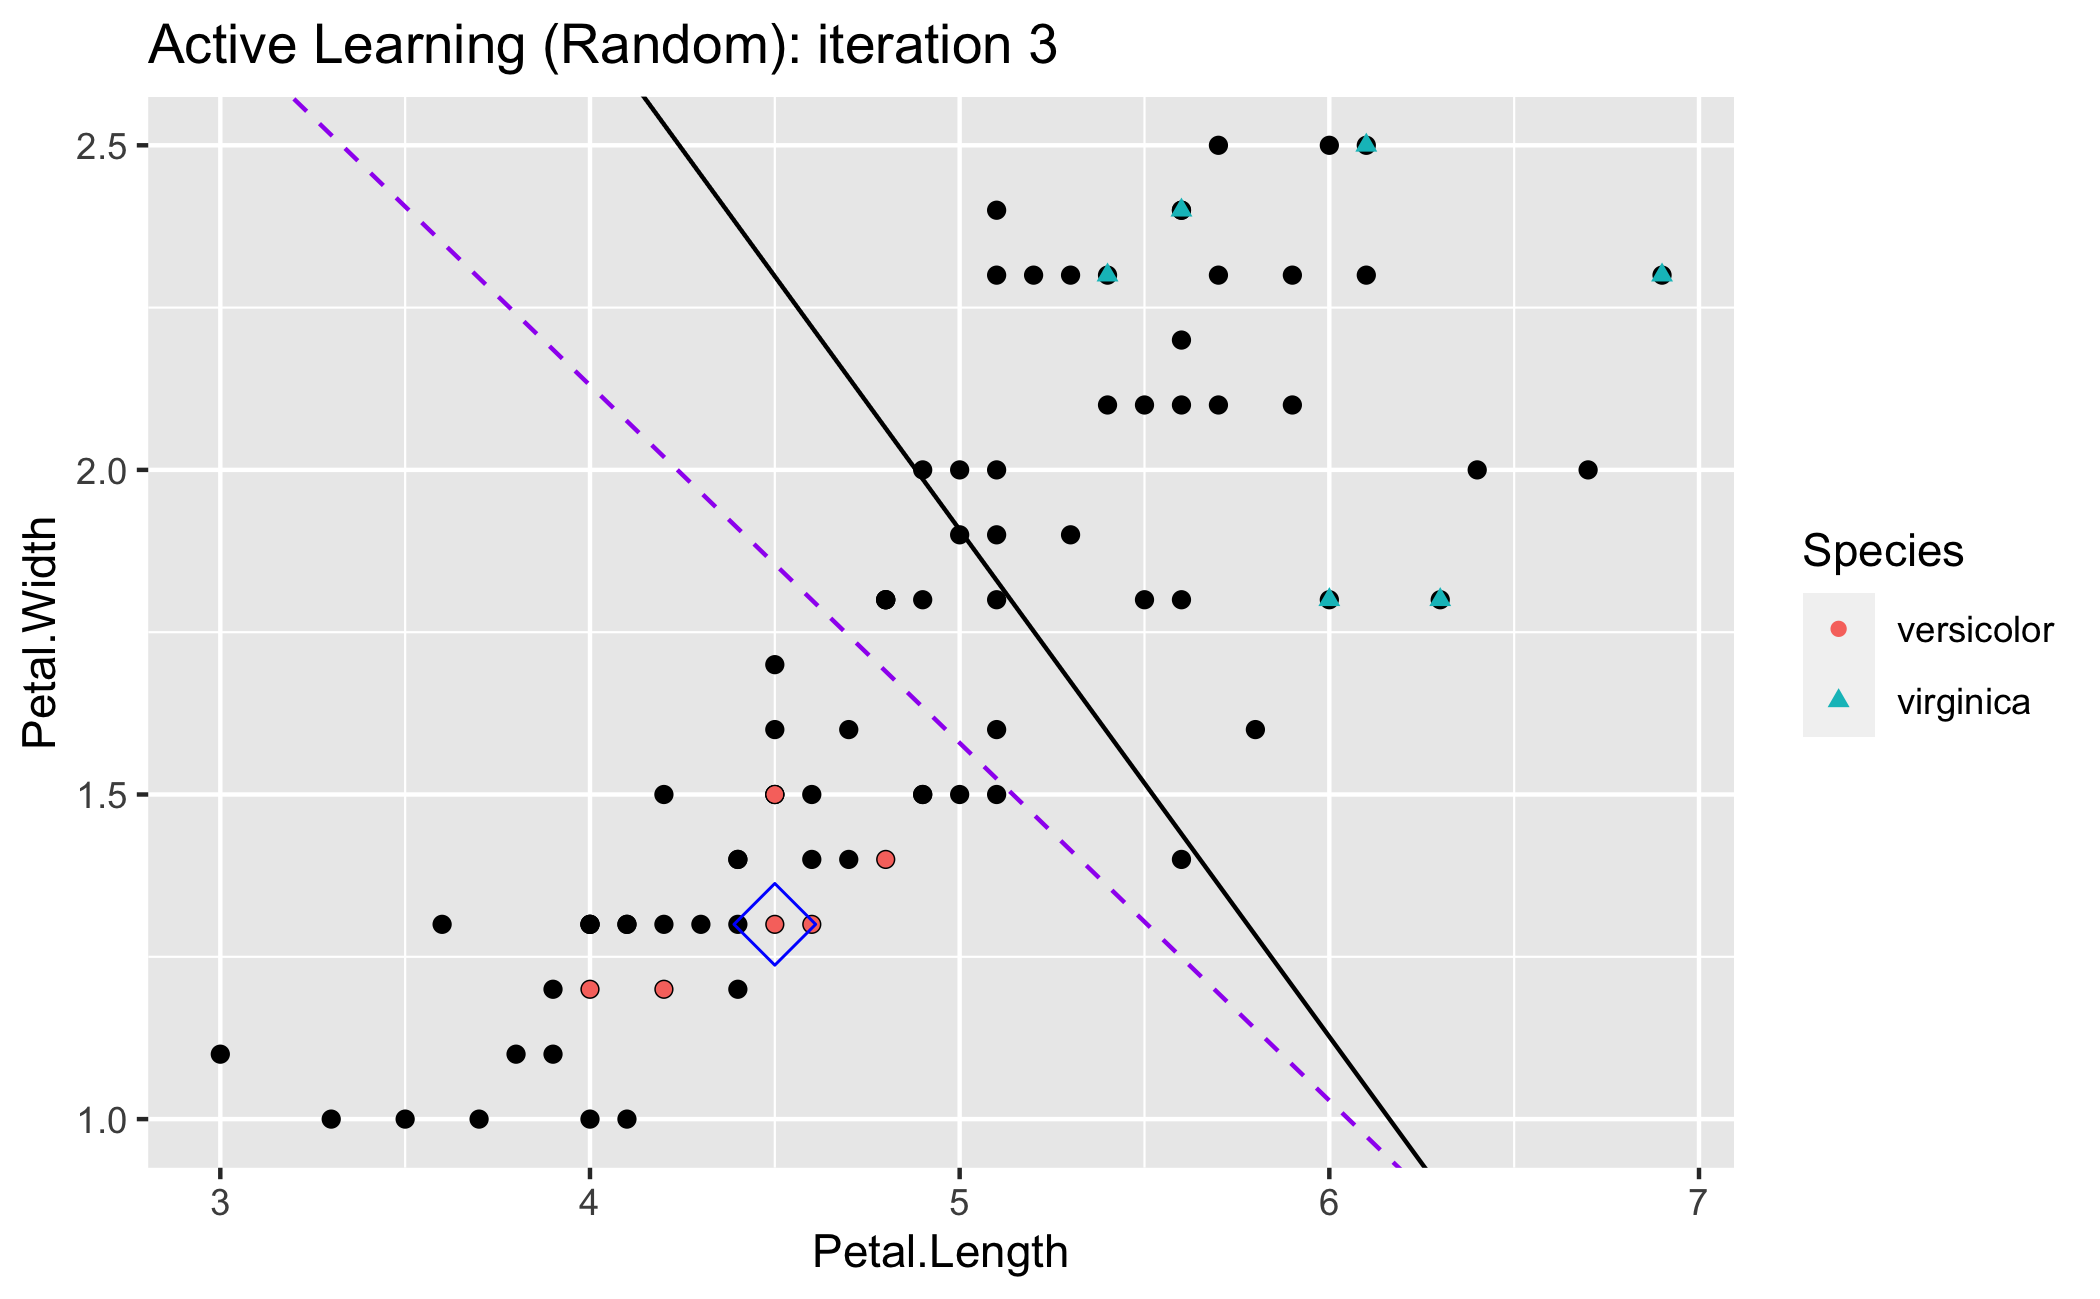 Active Learning (Random): iteration 3
2.5
2.0
1.5
1.0
Petal.Width
3 4 5 6 7
Petal.Length
Species
versicolor
virginica